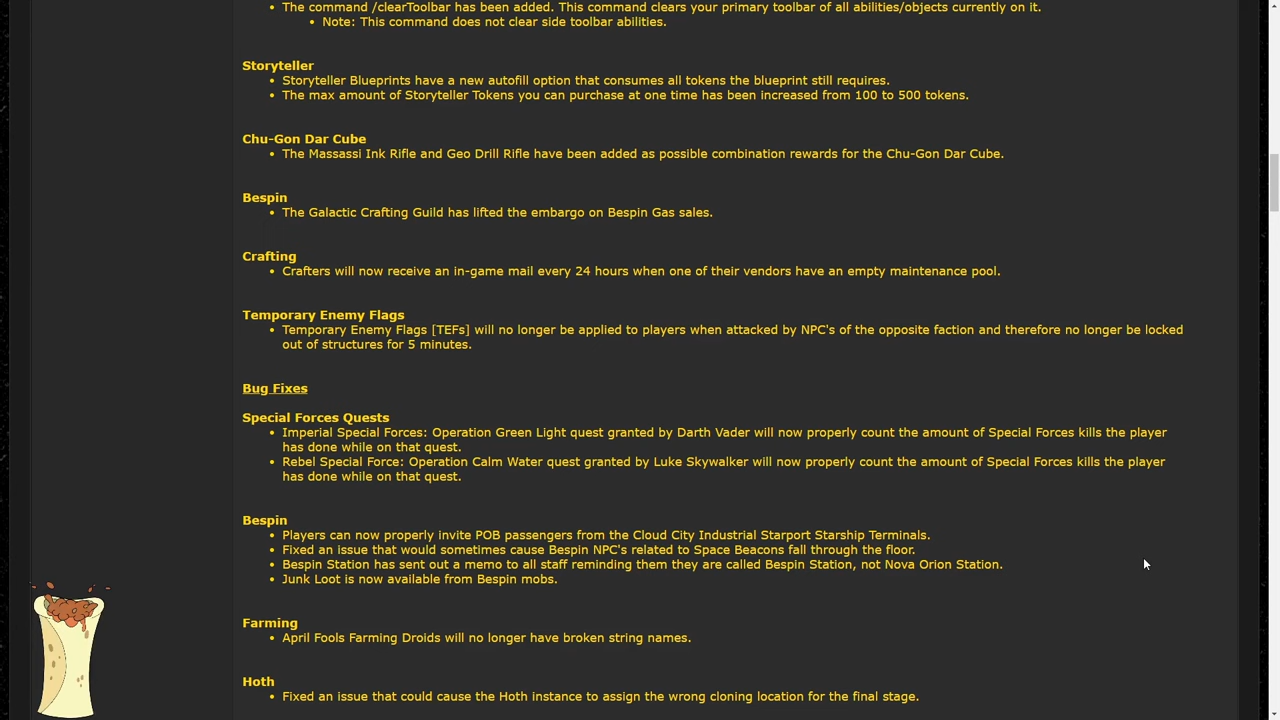 The command /clearToolbar has been added. This command clears your primary toolbar of all abilities/objects currently on it.
Note: This command does not clear side toolbar abilities.
Storyteller
Storyteller Blueprints have a new autofill option that consumes all tokens the blueprint still requires.
The max amount of Storyteller Tokens you can purchase at one time has been increased from 100 to 500 tokens.
Chu-Gon Dar Cube
The Massassi Ink Rifle and Geo Drill Rifle have been added as possible combination rewards for the Chu-Gon Dar Cube.
Bespin
The Galactic Crafting Guild has lifted the embargo on Bespin Gas sales.
Crafting
Crafters will now receive an in-game mail every 24 hours when one of their vendors have an empty maintenance pool.
Temporary Enemy Flags
Temporary Enemy Flags [TEFs] will no longer be applied to players when attacked by NPC's of the opposite faction and therefore no longer be locked
out of structures for 5 minutes.
Bug Fixes
Special Forces Quests
Imperial Special Forces: Operation Green Light quest granted by Darth Vader will now properly count the amount of Special Forces kills the player
has done while on that quest.
Rebel Special Force: Operation Calm Water quest granted by Luke Skywalker will now properly count the amount of Special Forces kills the player
has done while on that quest.
Bespin
Players can now properly invite POB passengers from the Cloud City Industrial Starport Starship Terminals.
Fixed an issue that would sometimes cause Bespin NPC's related to Space Beacons fall through the floor.
Bespin Station has sent out a memo to all staff reminding them they are called Bespin Station, not Nova Orion Station.
Junk Loot is now available from Bespin mobs.
Farming
April Fools Farming Droids will no longer have broken string names.
Hoth
Fixed an issue that could cause the Hoth instance to assign the wrong cloning location for the final stage.